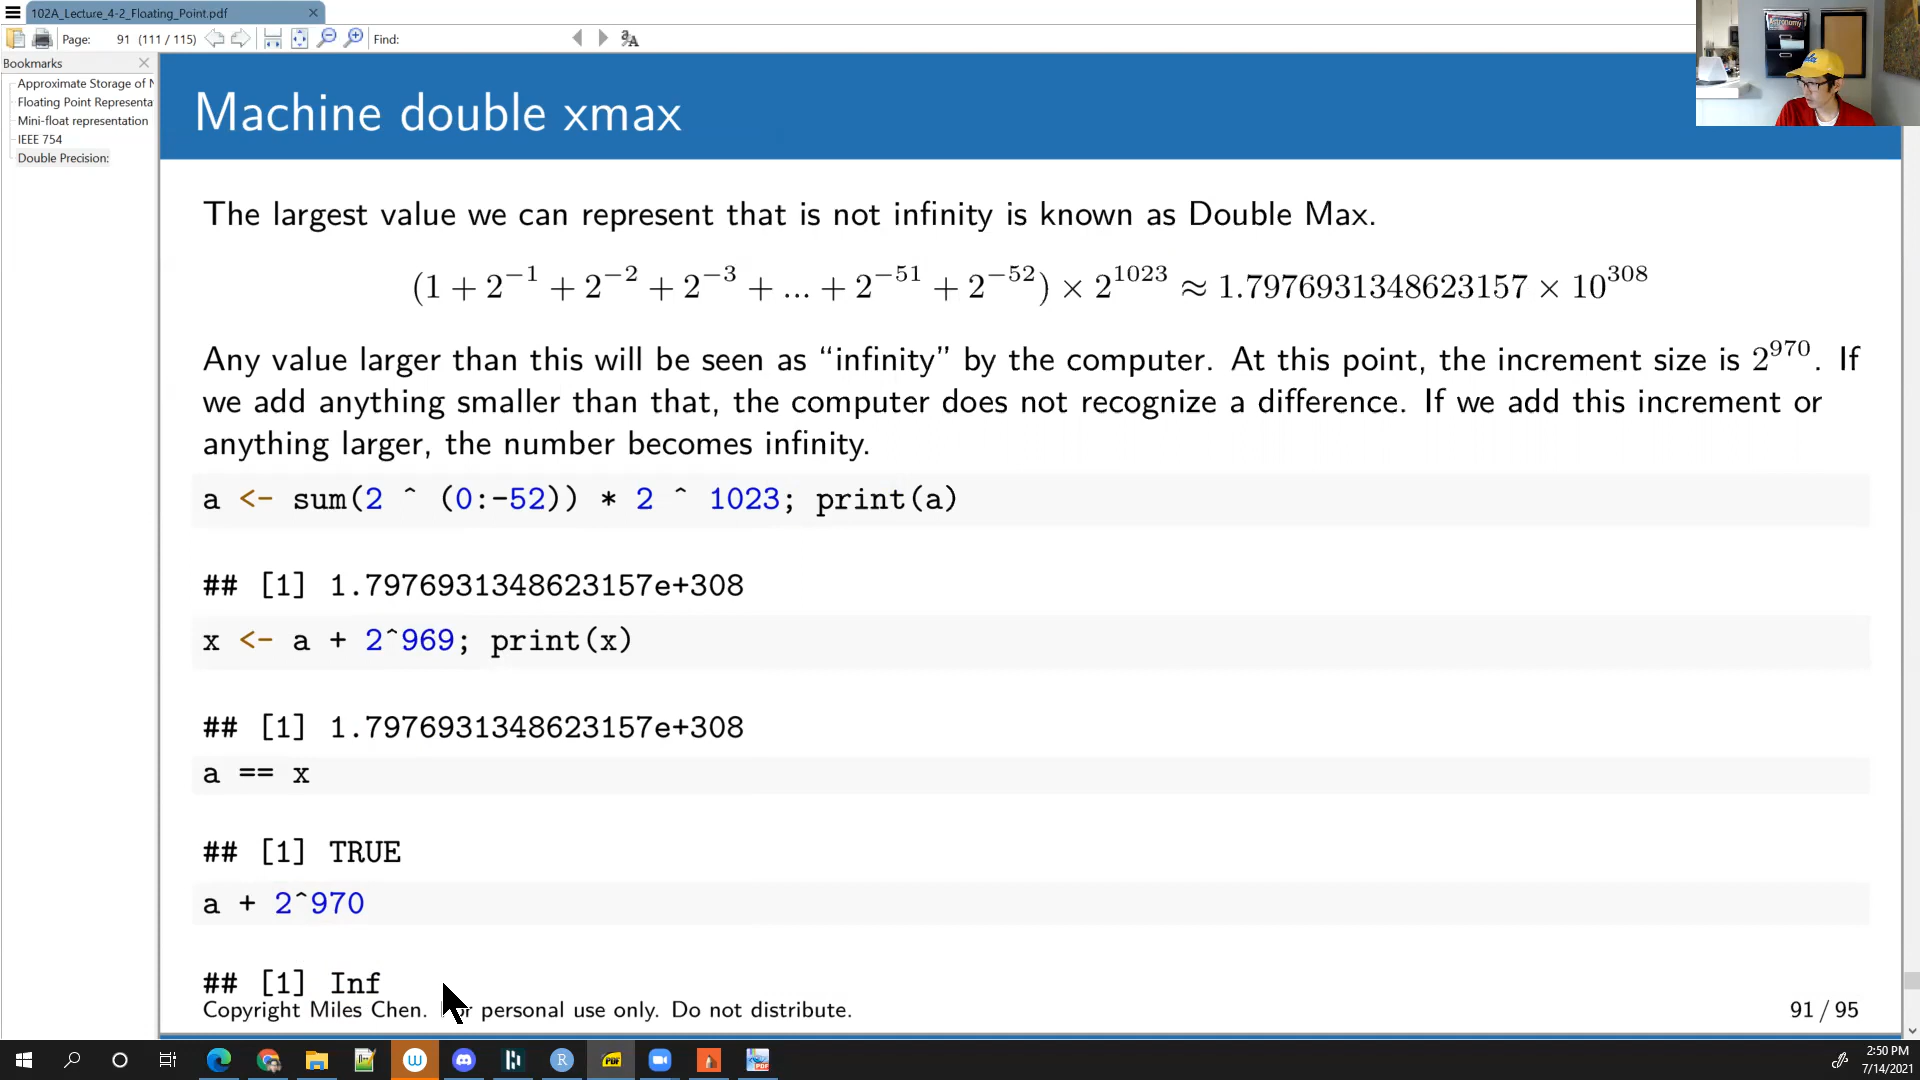 102A_Lecture_4-2_Floating_Point.pdf
Page: 91 (111 / 115) Find:
Bookmarks
Approximate Storage of N
Floating Point Representa
Mini-float representation
IEEE 754
Double Precision:
Machine double xmax
The largest value we can represent that is not infinity is known as Double Max.
(1 + 2^{-1} + 2^{-2} + 2^{-3} + ... + 2^{-51} + 2^{-52}) × 2^{1023} ≈ 1.7976931348623157 × 10^{308}
Any value larger than this will be seen as “infinity” by the computer. At this point, the increment size is 2^{970}. If
we add anything smaller than that, the computer does not recognize a difference. If we add this increment or
anything larger, the number becomes infinity.
a <- sum(2 ^ (0:-52)) * 2 ^ 1023; print(a)
## [1] 1.7976931348623157e+308
x <- a + 2^969; print(x)
## [1] 1.7976931348623157e+308
a == x
## [1] TRUE
a + 2^970
## [1] Inf
Copyright Miles Chen. personal use only. Do not distribute.
91 / 95
2:50 PM
7/14/2021